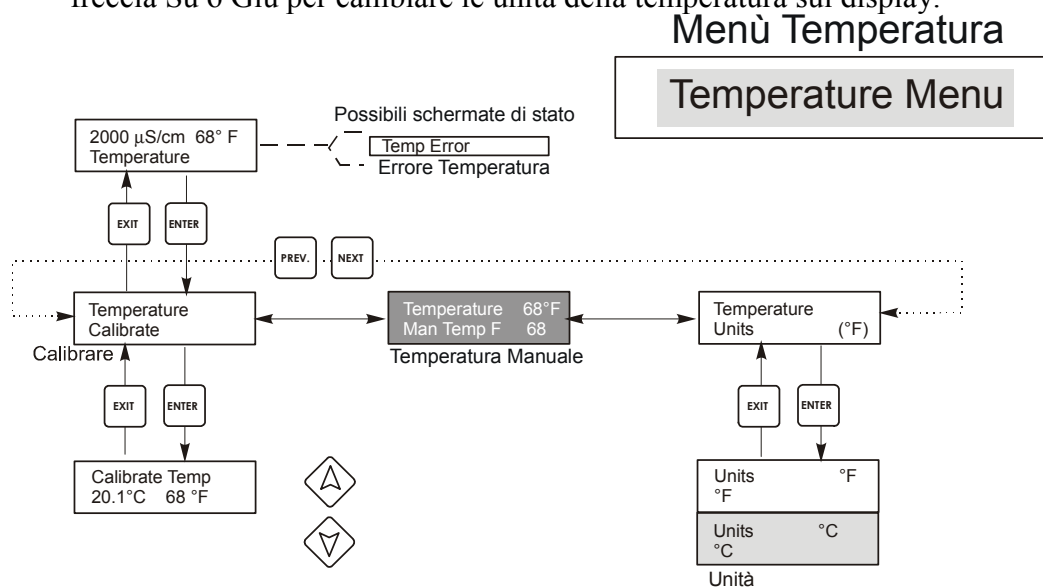 freccia Su o Giù per cambiare le unità della temperatura sul display.
Menù Temperatura
Temperature Menu
Possibili schermate di stato
2000 µS/cm 68° F
Temperature
Temp Error
Errore Temperatura
EXIT
ENTER
PREV.
NEXT
Temperature
Calibrate
Calibrare
Temperature 68°F
Man Temp F 68
Temperatura Manuale
Temperature
Units (°F)
EXIT
ENTER
EXIT
ENTER
Calibrate Temp
20.1°C 68 °F
Units °F
°F
Units °C
°C
Unità